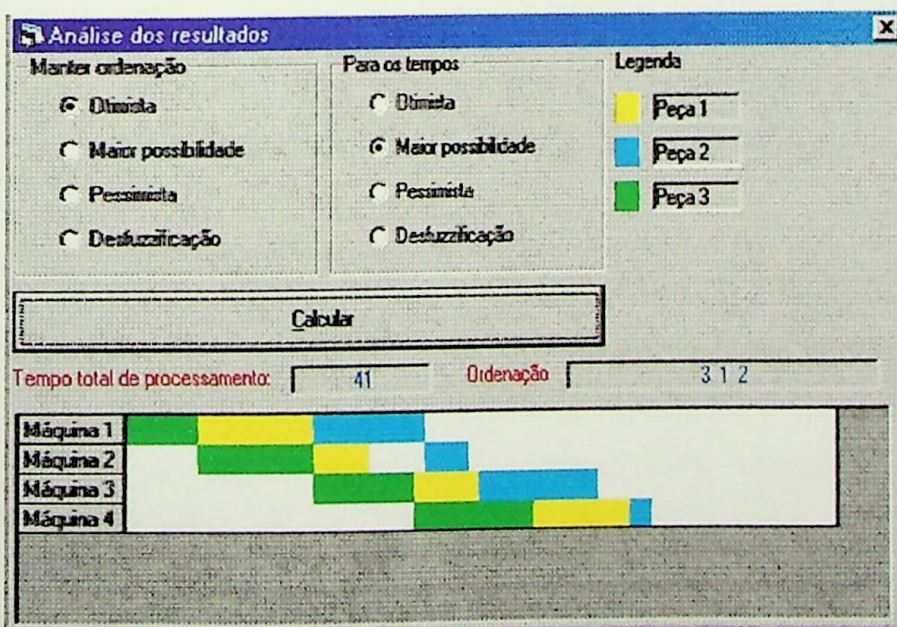 Análise dos resultados
Manter ordenação
Otimista
Maior possibilidade
Pessimista
Desfuzzificação
Para os tempos
Otimista
Maior possibilidade
Pessimista
Desfuzzificação
Legenda
Peça 1
Peça 2
Peça 3
Calcular
Tempo total de processamento: 41 Ordenação 3 1 2
Máquina 1
Máquina 2
Máquina 3
Máquina 4